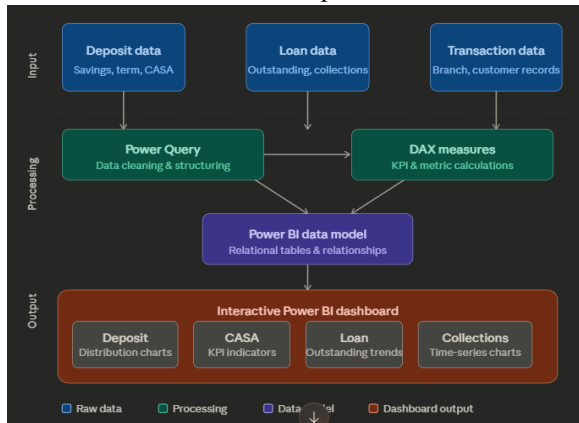 Input
Deposit data
Savings, term, CASA
Loan data
Outstanding, collections
Transaction data
Branch, customer records
Processing
Power Query
Data cleaning & structuring
DAX measures
KPI & metric calculations
Power BI data model
Relational tables & relationships
Output
Interactive Power BI dashboard
Deposit
Distribution charts
CASA
KPI indicators
Loan
Outstanding trends
Collections
Time-series charts
Raw data
Processing
Data
Dashboard output